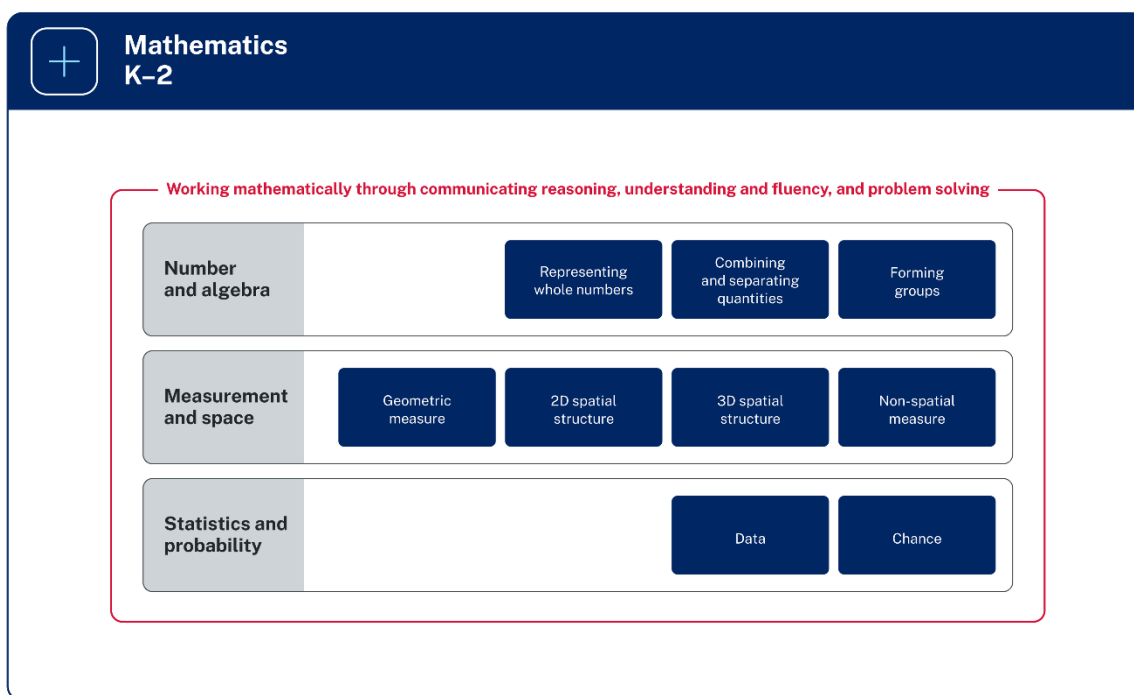 Mathematics
K–2
Working mathematically through communicating reasoning, understanding and fluency, and problem solving
Number
and algebra
Representing
whole numbers
Combining
and separating
quantities
Forming
groups
Measurement
and space
Geometric
measure
2D spatial
structure
3D spatial
structure
Non-spatial
measure
Statistics and
probability
Data
Chance